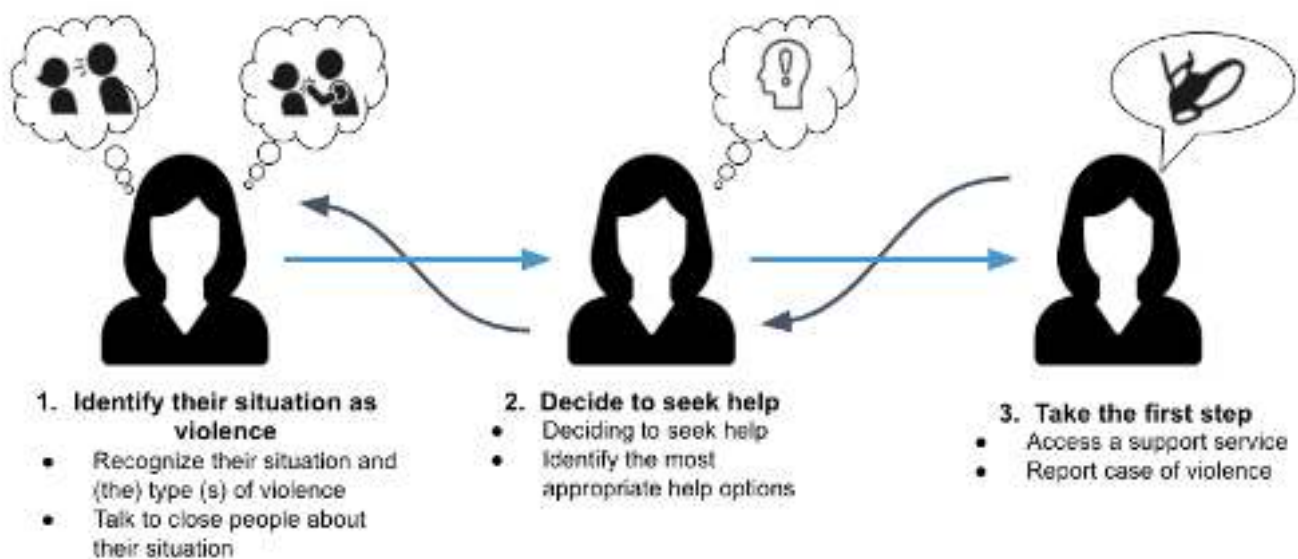 1. Identify their situation as
violence
● Recognize their situation and
(the) type (s) of violence
● Talk to close people about
their situation
2. Decide to seek help
● Deciding to seek help
● Identify the most
appropriate help options
3. Take the first step
● Access a support service
● Report case of violence